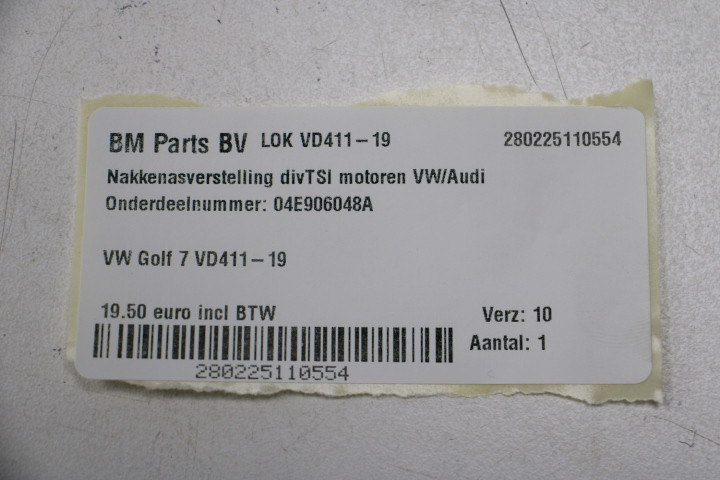 BM Parts BV LOK VD411-19 280225110554
Nakkenasverstelling divTSI motoren VW/Audi
Onderdeelnummer: 04E906048A
VW Golf 7 VD411-19
19.50 euro incl BTW Verz: 10
Aantal: 1
280225110554